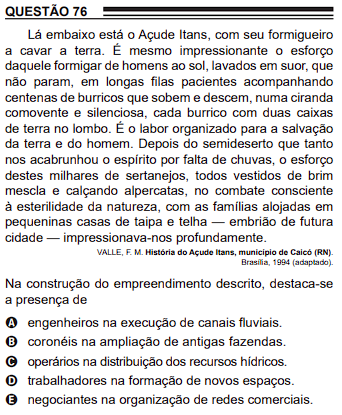 QUESTÃO 76
Lá embaixo está o Açude Itans, com seu formigueiro
a cavar a terra. É mesmo impressionante o esforço
daquele formigar de homens ao sol, lavados em suor, que
não param, em longas filas pacientes acompanhando
centenas de burricos que sobem e descem, numa ciranda
comovente e silenciosa, cada burrico com duas caixas
de terra no lombo. É o labor organizado para a salvação
da terra e do homem. Depois do semideserto que tanto
nos acabrunhou o espírito por falta de chuvas, o esforço
destes milhares de sertanejos, todos vestidos de brim
mescla e calçando alpercatas, no combate consciente
à esterilidade da natureza, com as famílias alojadas em
pequeninas casas de taipa e telha — embrião de futura
cidade — impressionava-nos profundamente.
VALLE, F. M. História do Açude Itans, município de Caicó (RN).
Brasília, 1994 (adaptado).
Na construção do empreendimento descrito, destaca-se
a presença de
A engenheiros na execução de canais fluviais.
B coronéis na ampliação de antigas fazendas.
C operários na distribuição dos recursos hídricos.
D trabalhadores na formação de novos espaços.
E negociantes na organização de redes comerciais.